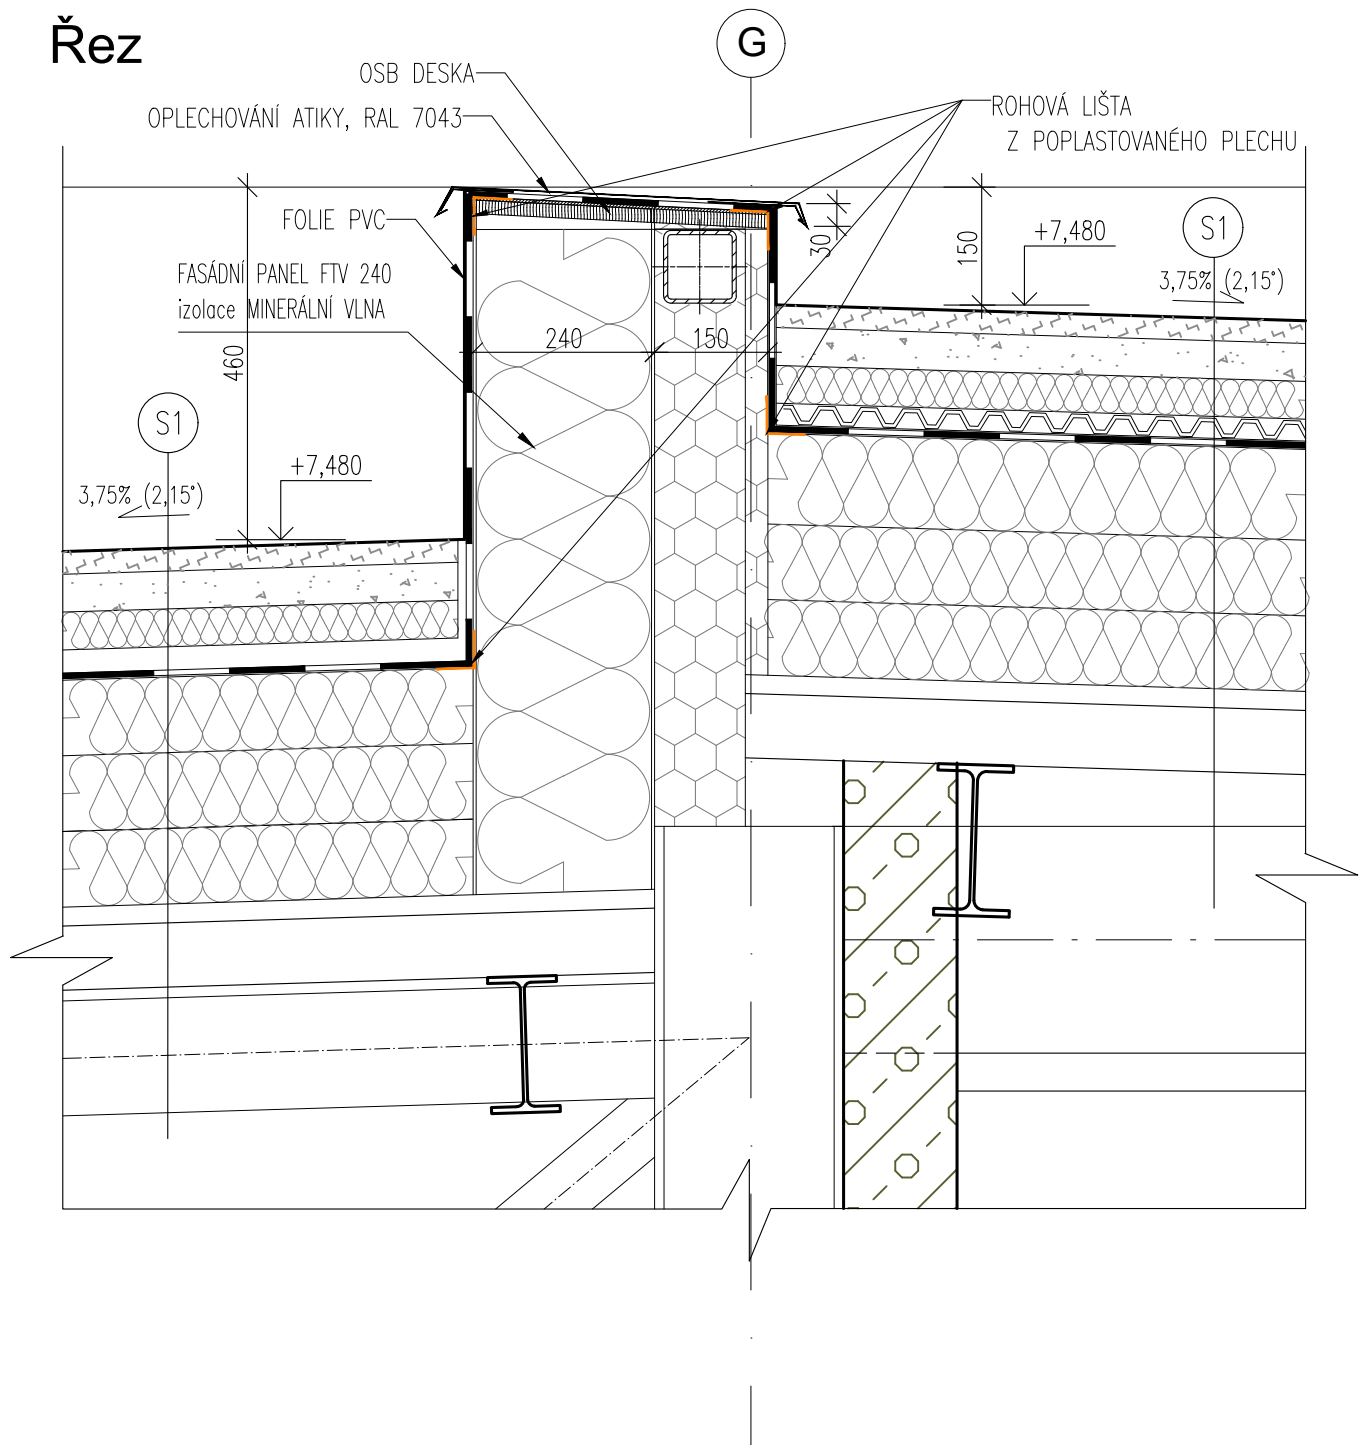 Řez
G
OSB DESKA
OPLECHOVÁNÍ ATIKY, RAL 7043
ROHOVÁ LIŠTA
Z POPLASTOVANÉHO PLECHU
FOLIE PVC
FASÁDNÍ PANEL FTV 240
izolace MINERÁLNÍ VLNA
460
240
150
30
150
+7,480
S1
3,75% (2,15°)
S1
+7,480
3,75% (2,15°)